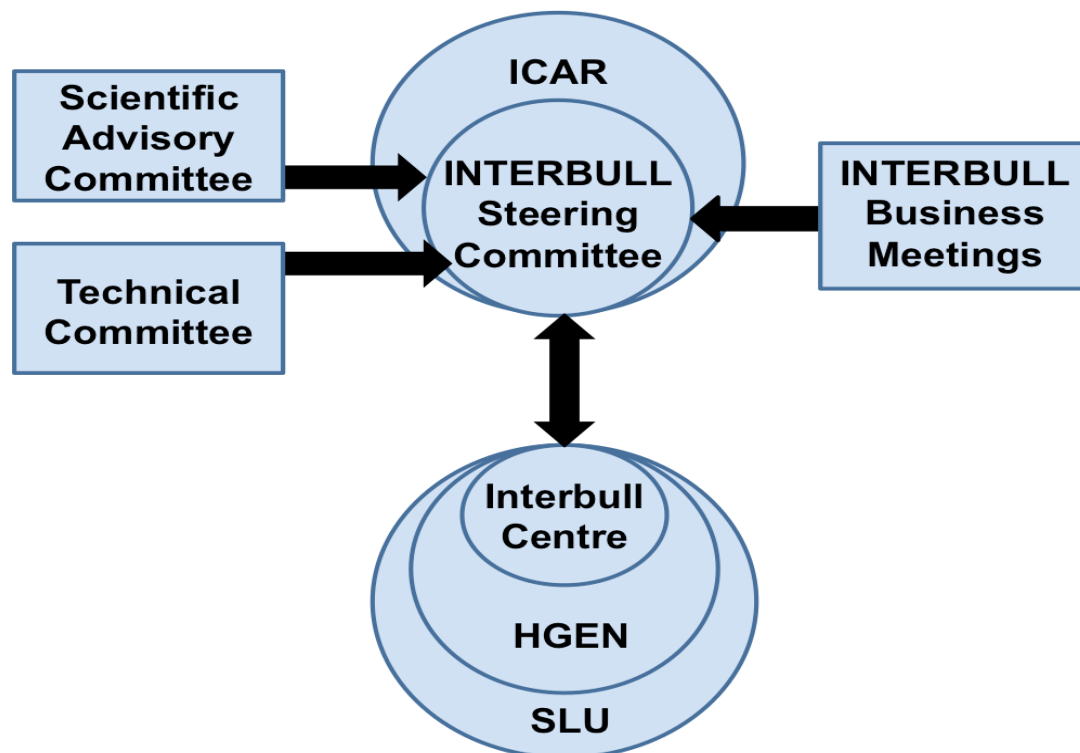 ICAR
Scientific
Advisory
Committee
INTERBULL
Steering
Committee
INTERBULL
Business
Meetings
Technical
Committee
Interbull
Centre
HGEN
SLU